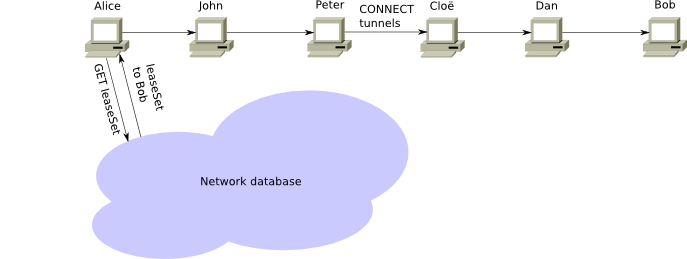 Alice
John
Peter
CONNECT
tunnels
Cloë
Dan
Bob
GET leaseSet
leaseSet
to Bob
Network database